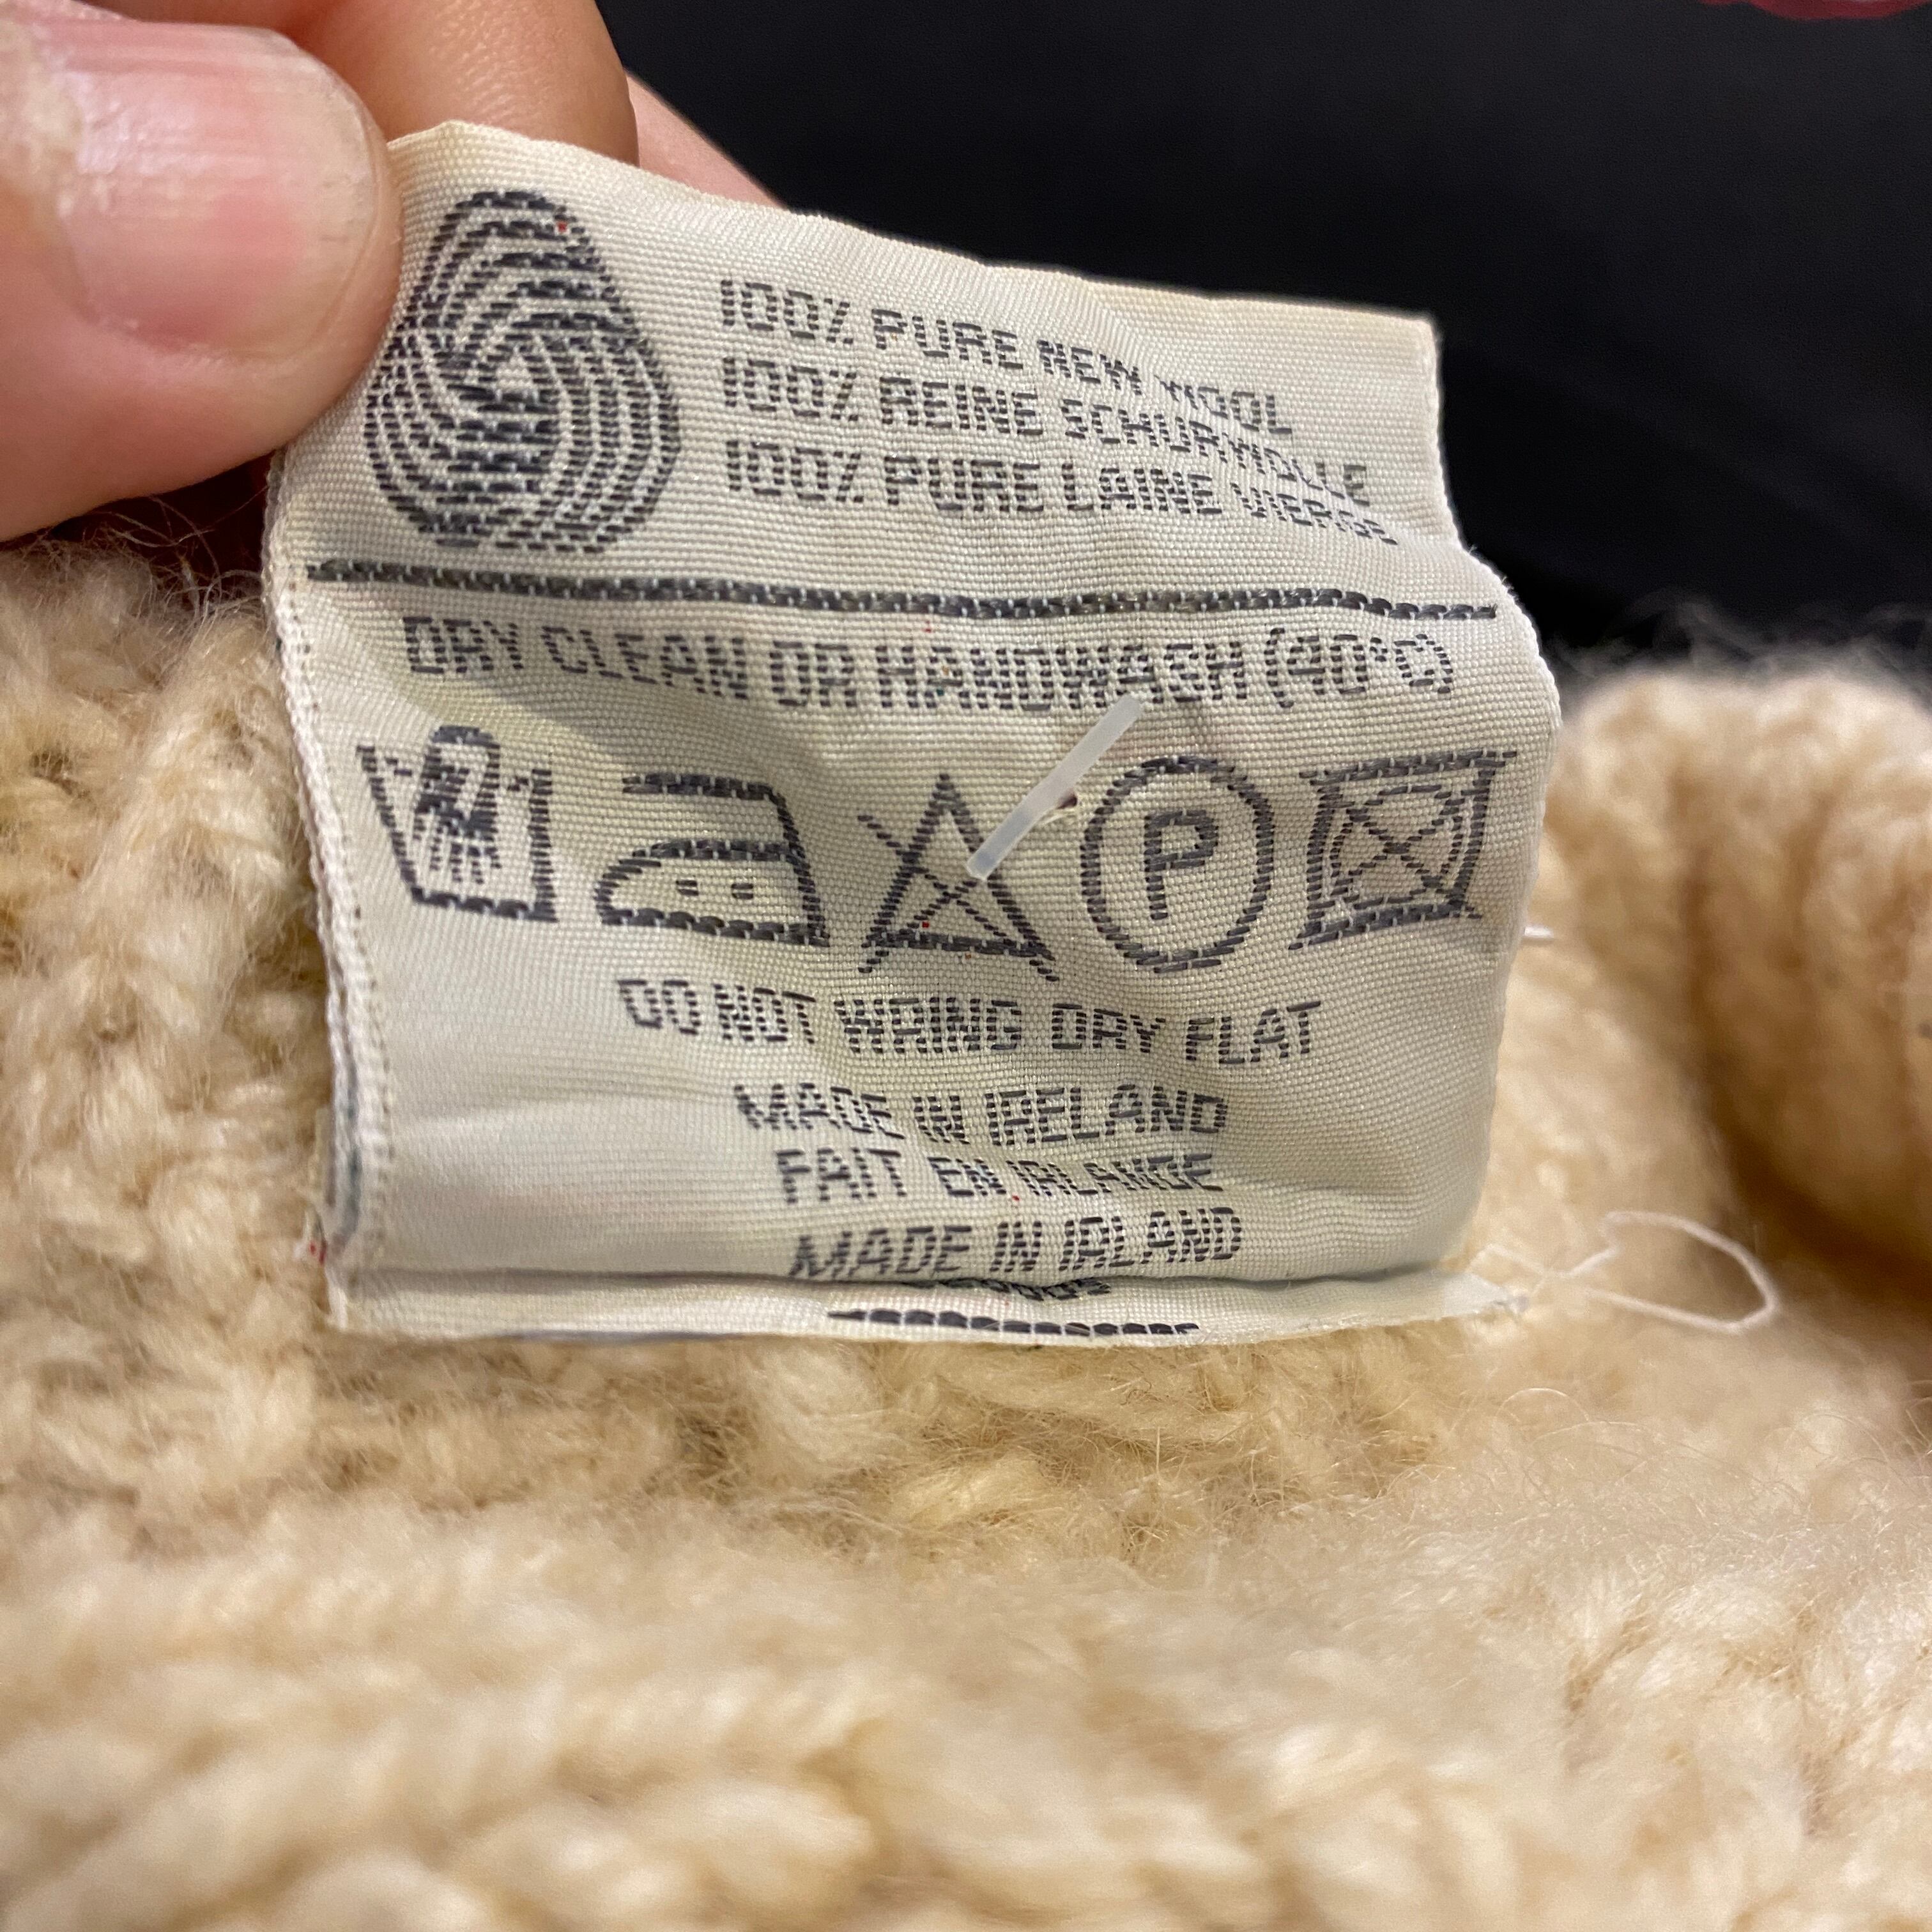 100% PURE NEW WOOL
100% REINE SCHURWOLLE
100% PURE LAINE VIERGE
DRY CLEAN OR HANDWASH (40°C)
P
DO NOT WRING DRY FLAT
MADE IN IRELAND
FAIT EN IRLANDE
MADE IN IRLAND